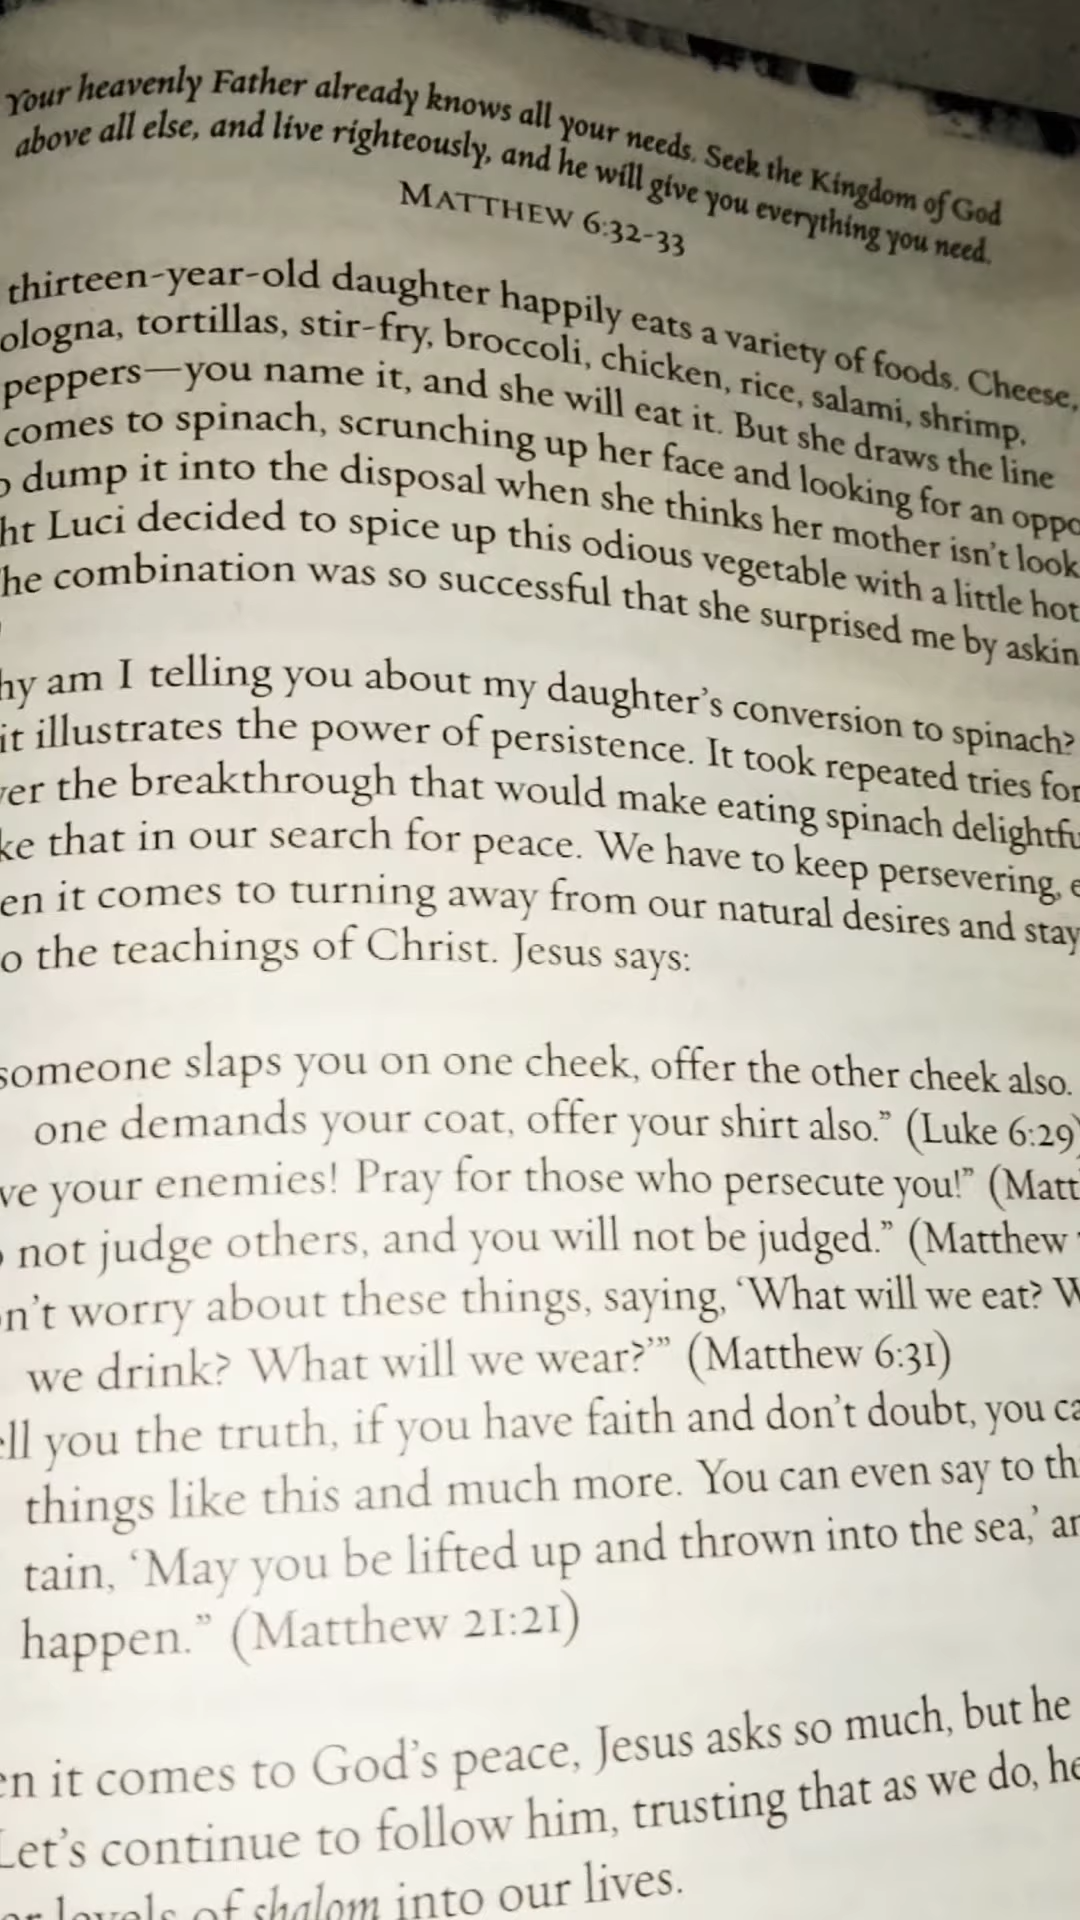 Your heavenly Father already knows all your needs. Seek the Kingdom of God
above all else, and live righteously, and he will give you everything you need.
MATTHEW 6:32-33
thirteen-year-old daughter happily eats a variety of foods. Cheese,
ologna, tortillas, stir-fry, broccoli, chicken, rice, salami, shrimp,
peppers—you name it, and she will eat it. But she draws the line
comes to spinach, scrunching up her face and looking for an oppo
dump it into the disposal when she thinks her mother isn't look
ht Luci decided to spice up this odious vegetable with a little hot
he combination was so successful that she surprised me by askin
hy am I telling you about my daughter's conversion to spinach?
it illustrates the power of persistence. It took repeated tries for
er the breakthrough that would make eating spinach delightfu
ke that in our search for peace. We have to keep persevering, e
en it comes to turning away from our natural desires and stay
o the teachings of Christ. Jesus says:
someone slaps you on one cheek, offer the other cheek also.
one demands your coat, offer your shirt also." (Luke 6:29)
ve your enemies! Pray for those who persecute you!" (Matt
not judge others, and you will not be judged." (Matthew
n't worry about these things, saying, 'What will we eat? W
we drink? What will we wear?'" (Matthew 6:31)
ell you the truth, if you have faith and don't doubt, you ca
things like this and much more. You can even say to th
tain, 'May you be lifted up and thrown into the sea,' an
happen." (Matthew 21:21)
en it comes to God's peace, Jesus asks so much, but he
Let's continue to follow him, trusting that as we do, he
er levels of shalom into our lives.